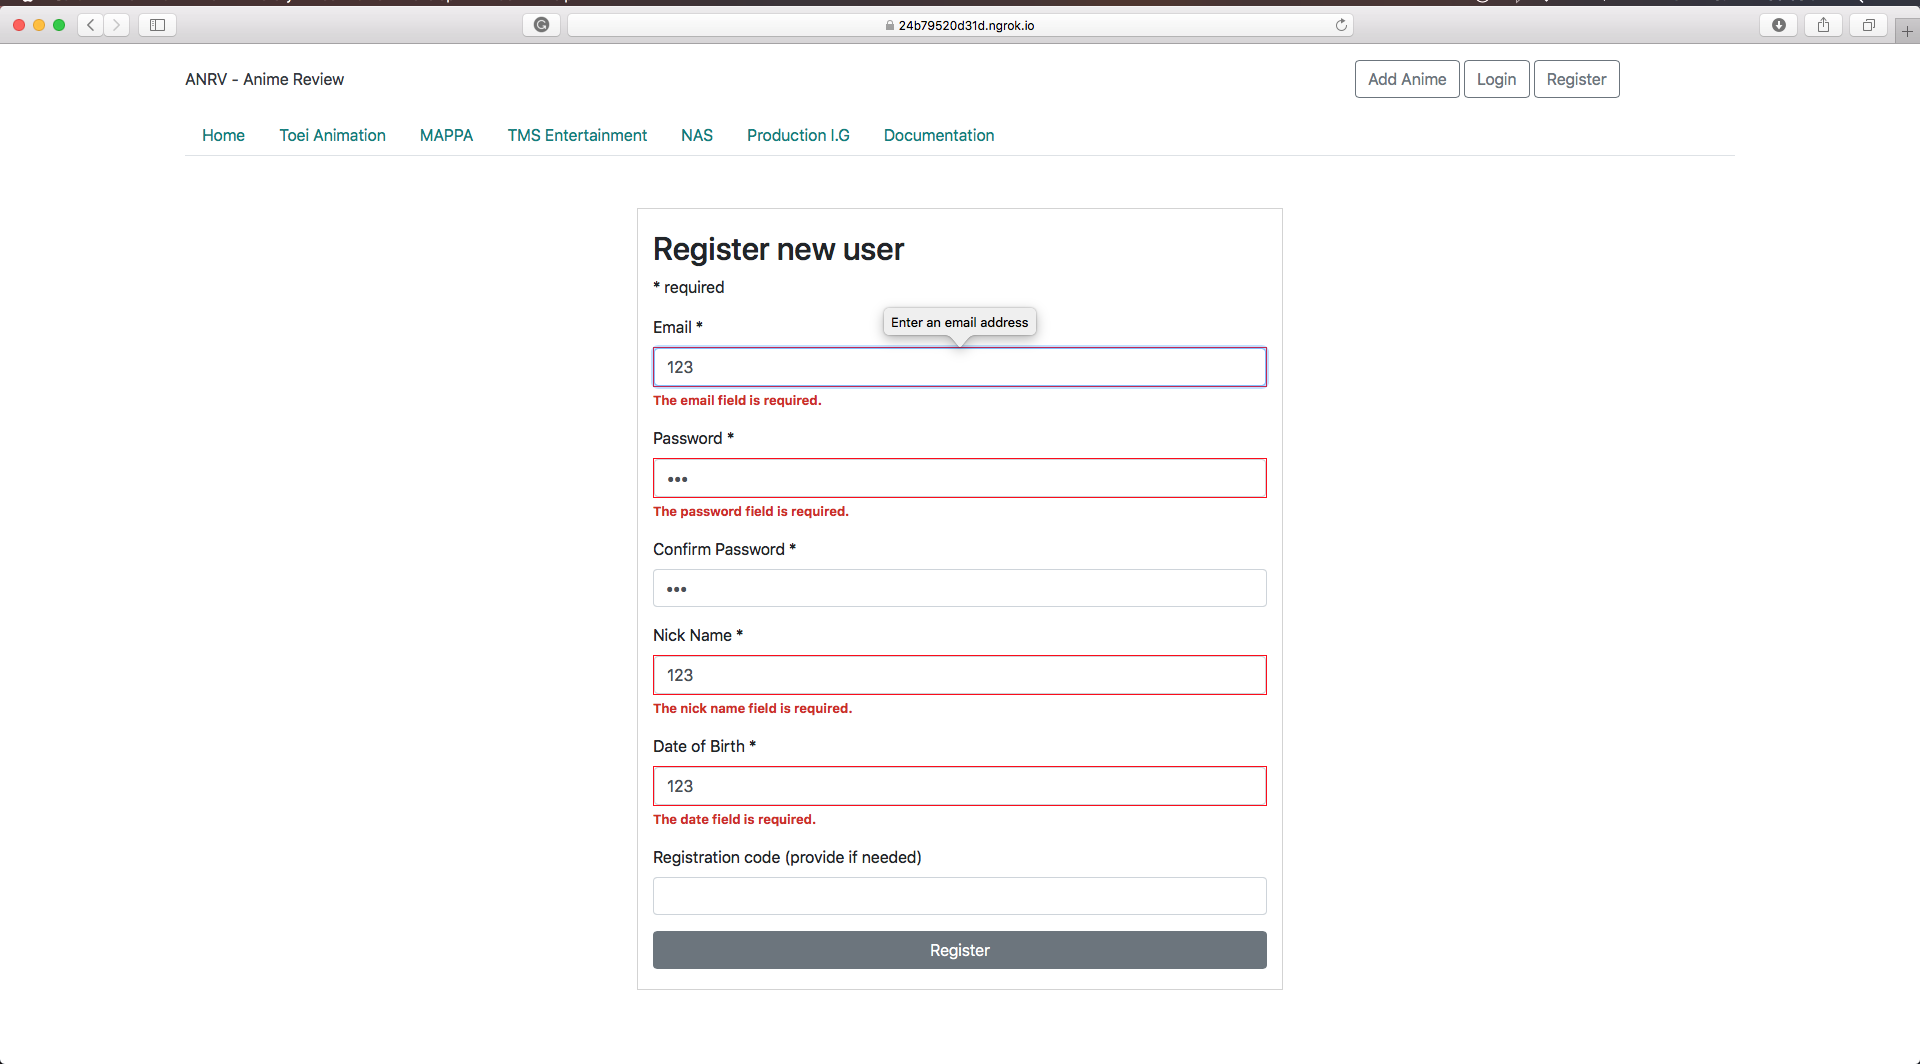 24b79520d31d.ngrok.io
ANRV - Anime Review
Add Anime Login Register
Home Toei Animation MAPPA TMS Entertainment NAS Production I.G Documentation
Register new user
* required
Enter an email address
Email *
123
The email field is required.
Password *
•••
The password field is required.
Confirm Password *
•••
Nick Name *
123
The nick name field is required.
Date of Birth *
123
The date field is required.
Registration code (provide if needed)
Register